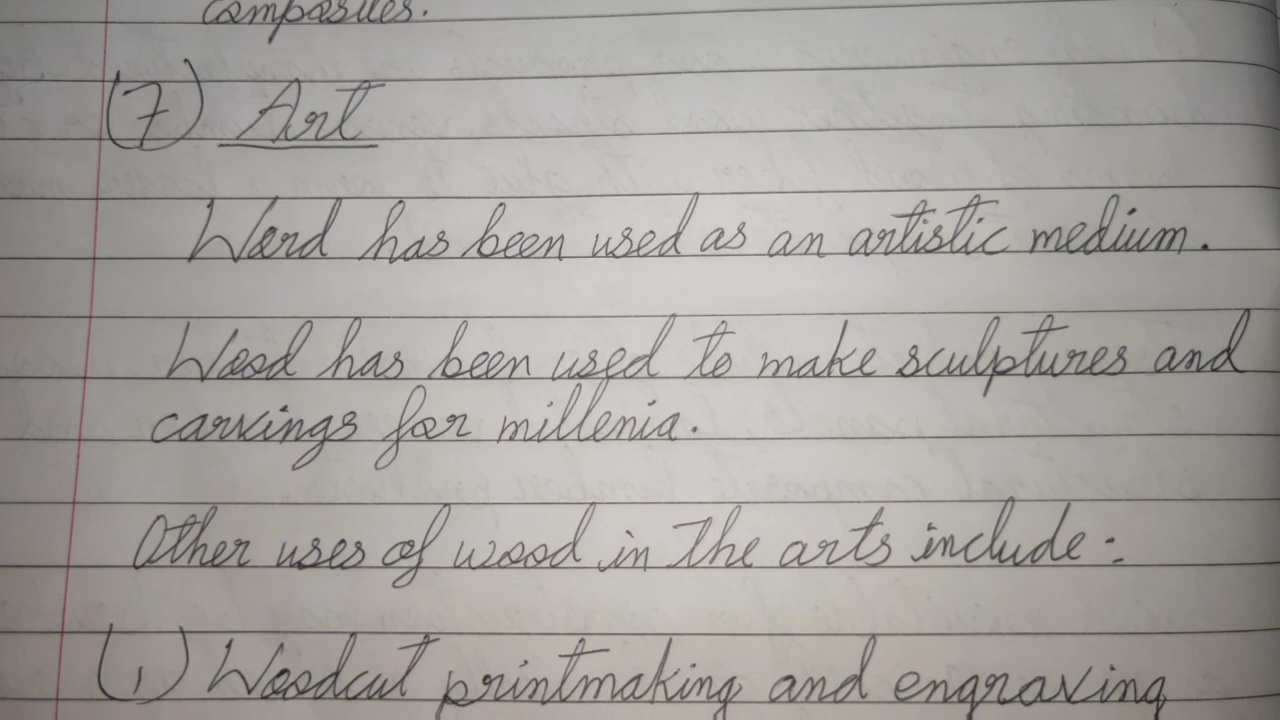 composites.
(7) Art
Wood has been used as an artistic medium.
Wood has been used to make sculptures and
carvings for millenia.
Other uses of wood in the arts include :-
(1) Woodcut printmaking and engraving